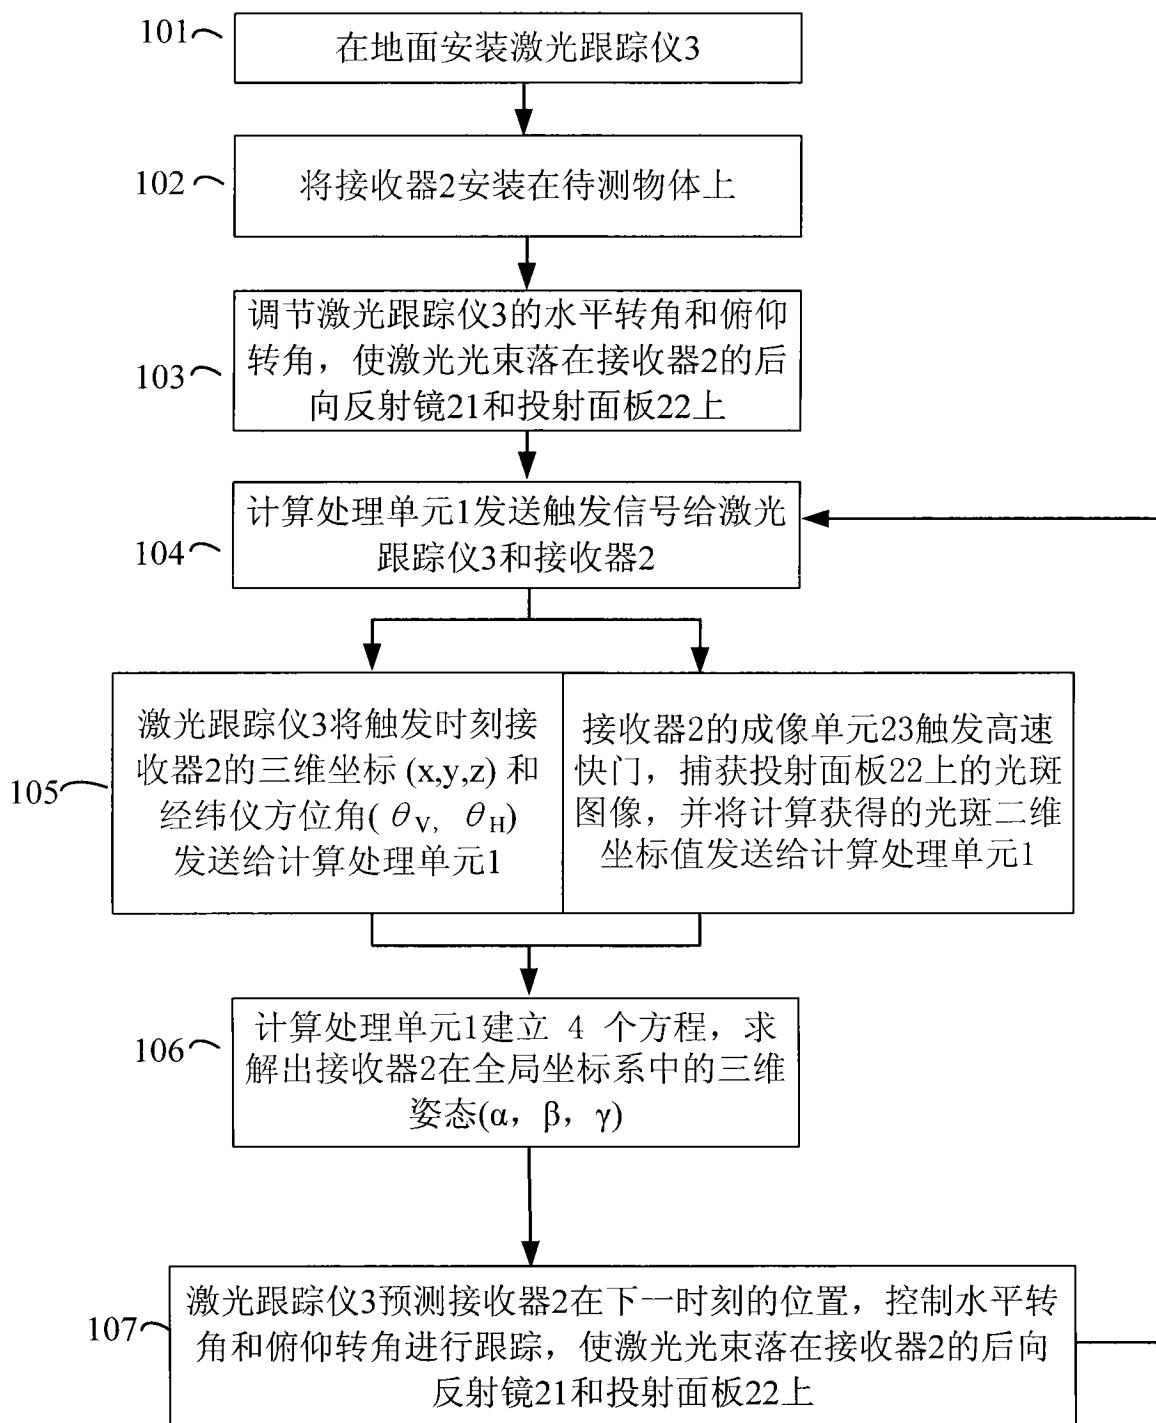 101
在地面安装激光跟踪仪3
102
将接收器2安装在待测物体上
103
调节激光跟踪仪3的水平转角和俯仰
转角，使激光光束落在接收器2的后
向反射镜21和投射面板22上
104
计算处理单元1发送触发信号给激光
跟踪仪3和接收器2
105
激光跟踪仪3将触发时刻接
收器2的三维坐标 (x,y,z) 和
经纬仪方位角( θV, θH)
发送给计算处理单元1
接收器2的成像单元23触发高速
快门，捕获投射面板22上的光斑
图像，并将计算获得的光斑二维
坐标值发送给计算处理单元1
106
计算处理单元1建立 4 个方程，求
解出接收器2在全局坐标系中的三维
姿态(α，β，γ)
107
激光跟踪仪3预测接收器2在下一时刻的位置，控制水平转
角和俯仰转角进行跟踪，使激光光束落在接收器2的后向
反射镜21和投射面板22上